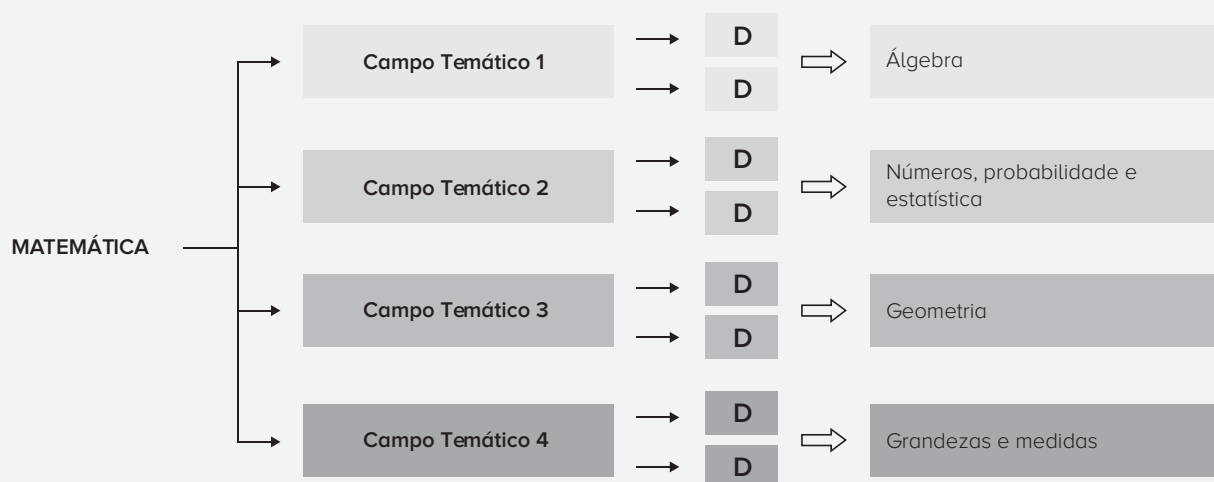 MATEMÁTICA
Campo Temático 1
D
D
Álgebra
Campo Temático 2
D
D
Números, probabilidade e
estatística
Campo Temático 3
D
D
Geometria
Campo Temático 4
D
D
Grandezas e medidas